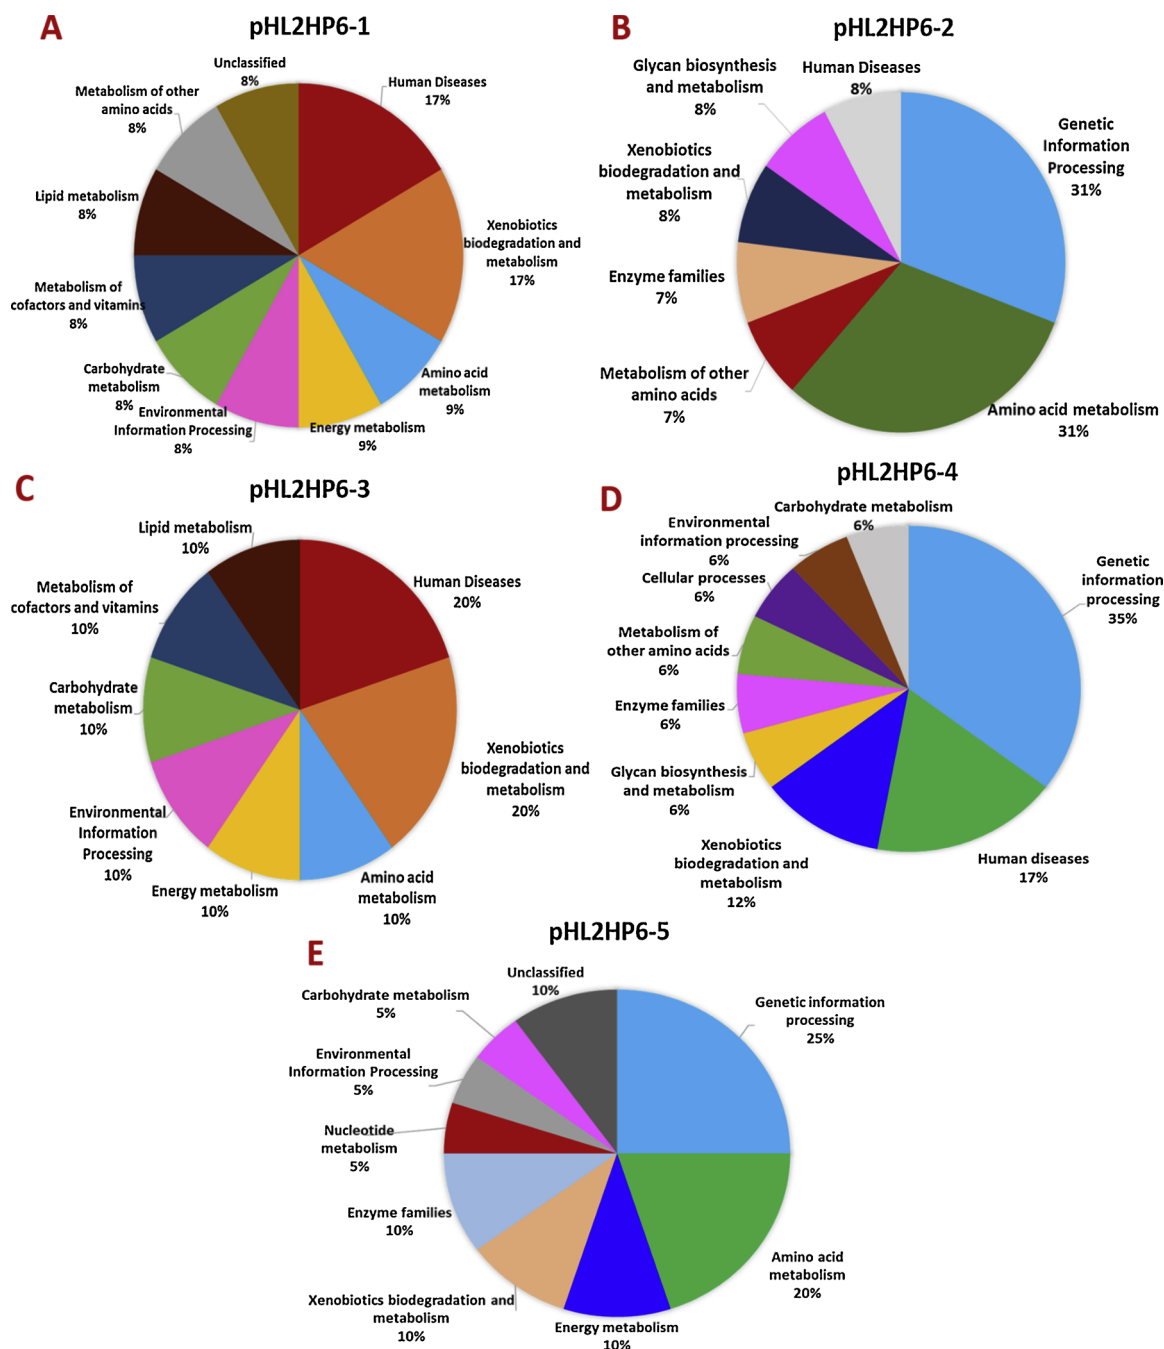 A
pHL2HP6-1
Unclassified
8%
Human Diseases
17%
Metabolism of other
amino acids
8%
Lipid metabolism
8%
Xenobiotics
biodegradation and
metabolism
17%
Metabolism of
cofactors and vitamins
8%
Carbohydrate
metabolism
8%
Environmental
Information Processing
8%
Energy metabolism
9%
Amino acid
metabolism
9%
B
pHL2HP6-2
Glycan biosynthesis
and metabolism
8%
Human Diseases
8%
Genetic
Information
Processing
31%
Xenobiotics
biodegradation and
metabolism
8%
Enzyme families
7%
Metabolism of other
amino acids
7%
Amino acid metabolism
31%
C
pHL2HP6-3
Lipid metabolism
10%
Human Diseases
20%
Metabolism of
cofactors and vitamins
10%
Carbohydrate
metabolism
10%
Xenobiotics
biodegradation and
metabolism
20%
Environmental
Information
Processing
10%
Energy metabolism
10%
Amino acid
metabolism
10%
D
pHL2HP6-4
Carbohydrate metabolism
6%
Environmental
information processing
6%
Cellular processes
6%
Genetic
information
processing
35%
Metabolism of
other amino acids
6%
Enzyme families
6%
Glycan biosynthesis
and metabolism
6%
Xenobiotics
biodegradation and
metabolism
12%
Human diseases
17%
E
pHL2HP6-5
Unclassified
10%
Carbohydrate metabolism
5%
Genetic information
processing
25%
Environmental
Information Processing
5%
Nucleotide
metabolism
5%
Enzyme families
10%
Xenobiotics biodegradation and
metabolism
10%
Energy metabolism
10%
Amino acid
metabolism
20%